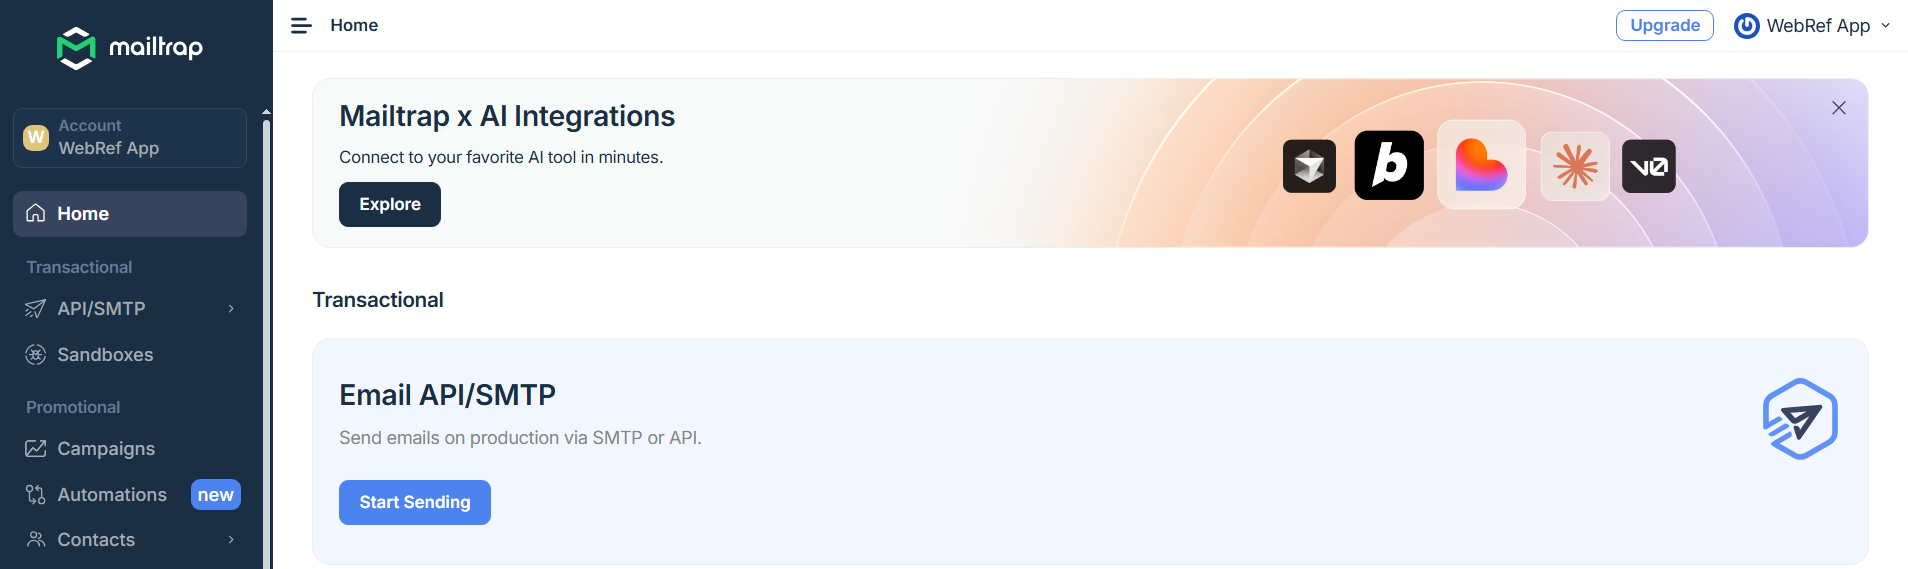 mailtrap
Account
W
WebRef App
Home
Transactional
API/SMTP
Sandboxes
Promotional
Campaigns
Automations new
Contacts
Home
Upgrade
WebRef App
Mailtrap x AI Integrations
Connect to your favorite AI tool in minutes.
Explore
b
v0
Transactional
Email API/SMTP
Send emails on production via SMTP or API.
Start Sending